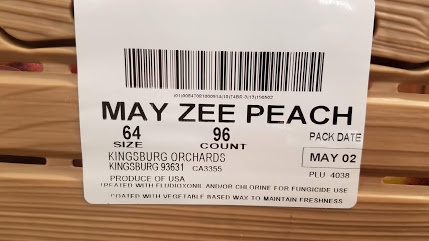 MAY ZEE PEACH
64 96 PACK DATE
SIZE COUNT
KINGSBURG ORCHARDS MAY 02
KINGSBURG 93631 CA3355
PRODUCE OF USA PLU 4038
TREATED WITH FLUDIOXONIL AND/OR CHLORINE FOR FUNGICIDE USE
COATED WITH VEGETABLE BASED WAX TO MAINTAIN FRESHNESS